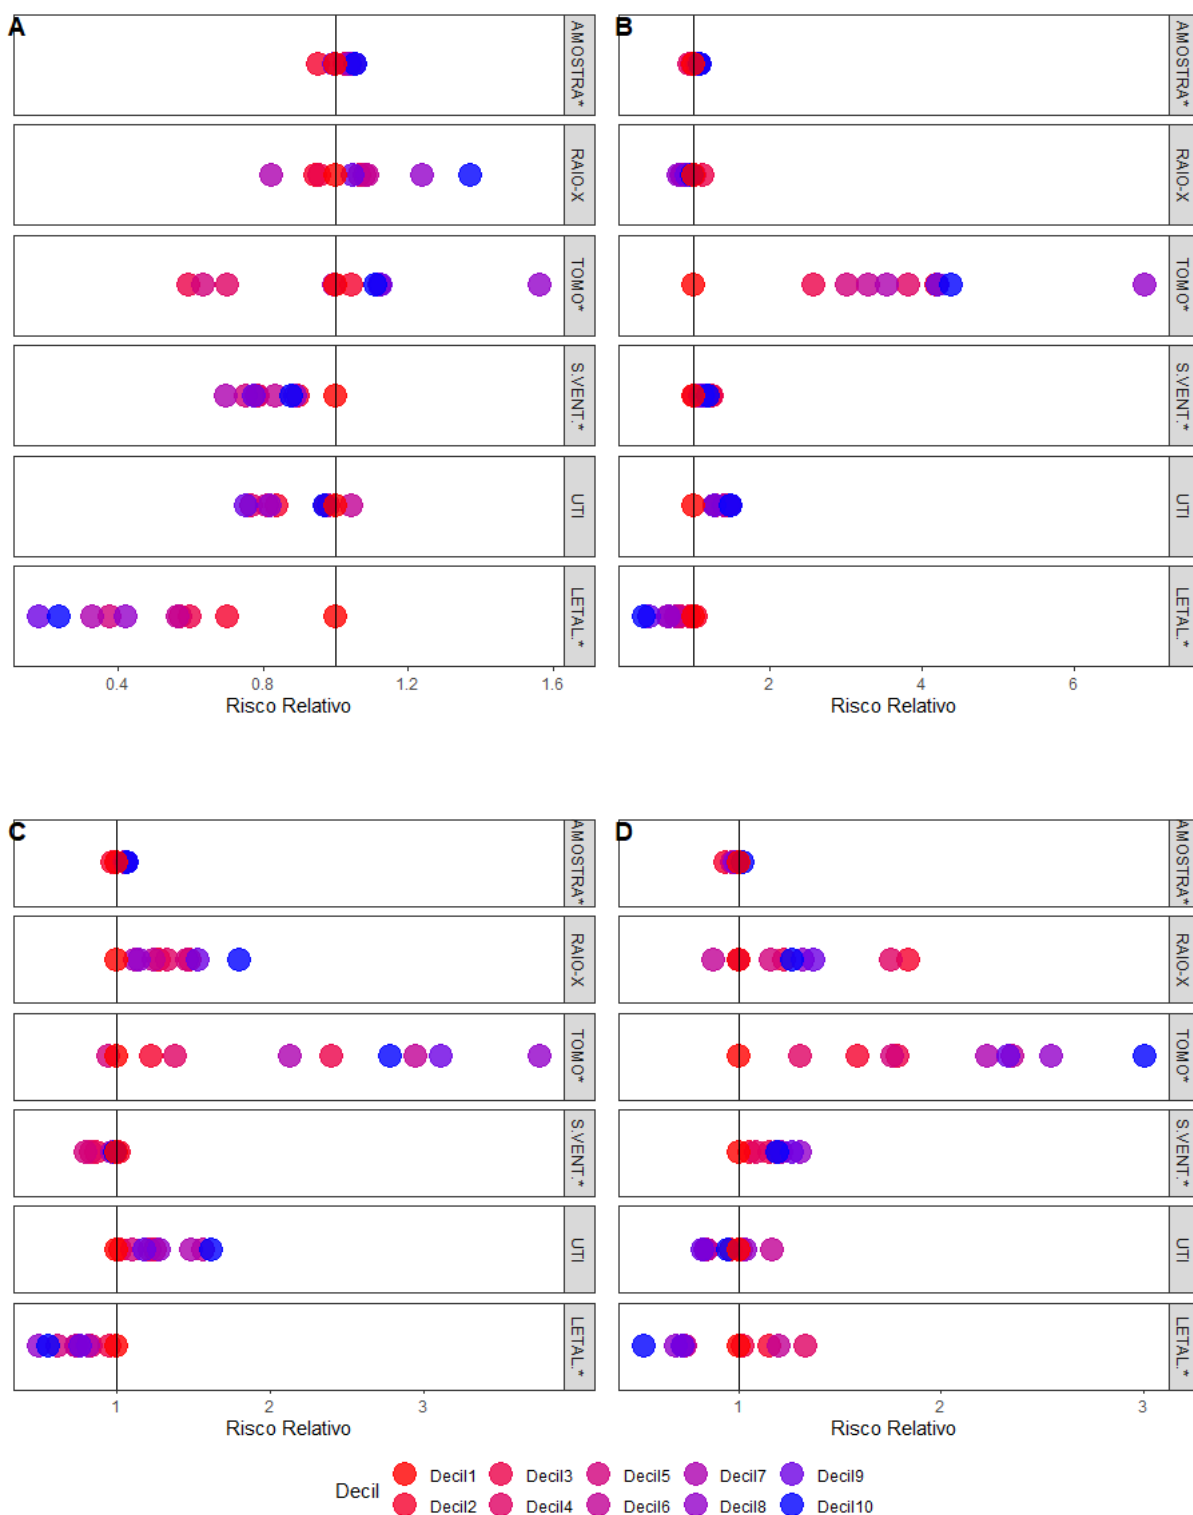 A
AMOSTRA*
RAIO-X
TOMO*
S.VENT.*
UTI
LETAL.*
0.4 0.8 1.2 1.6
Risco Relativo
B
AMOSTRA*
RAIO-X
TOMO*
S.VENT.*
UTI
LETAL.*
2 4 6
Risco Relativo
C
AMOSTRA*
RAIO-X
TOMO*
S.VENT.*
UTI
LETAL.*
1 2 3
Risco Relativo
D
AMOSTRA*
RAIO-X
TOMO*
S.VENT.*
UTI
LETAL.*
1 2 3
Risco Relativo
Decil
Decil1 Decil3 Decil5 Decil7 Decil9
Decil2 Decil4 Decil6 Decil8 Decil10